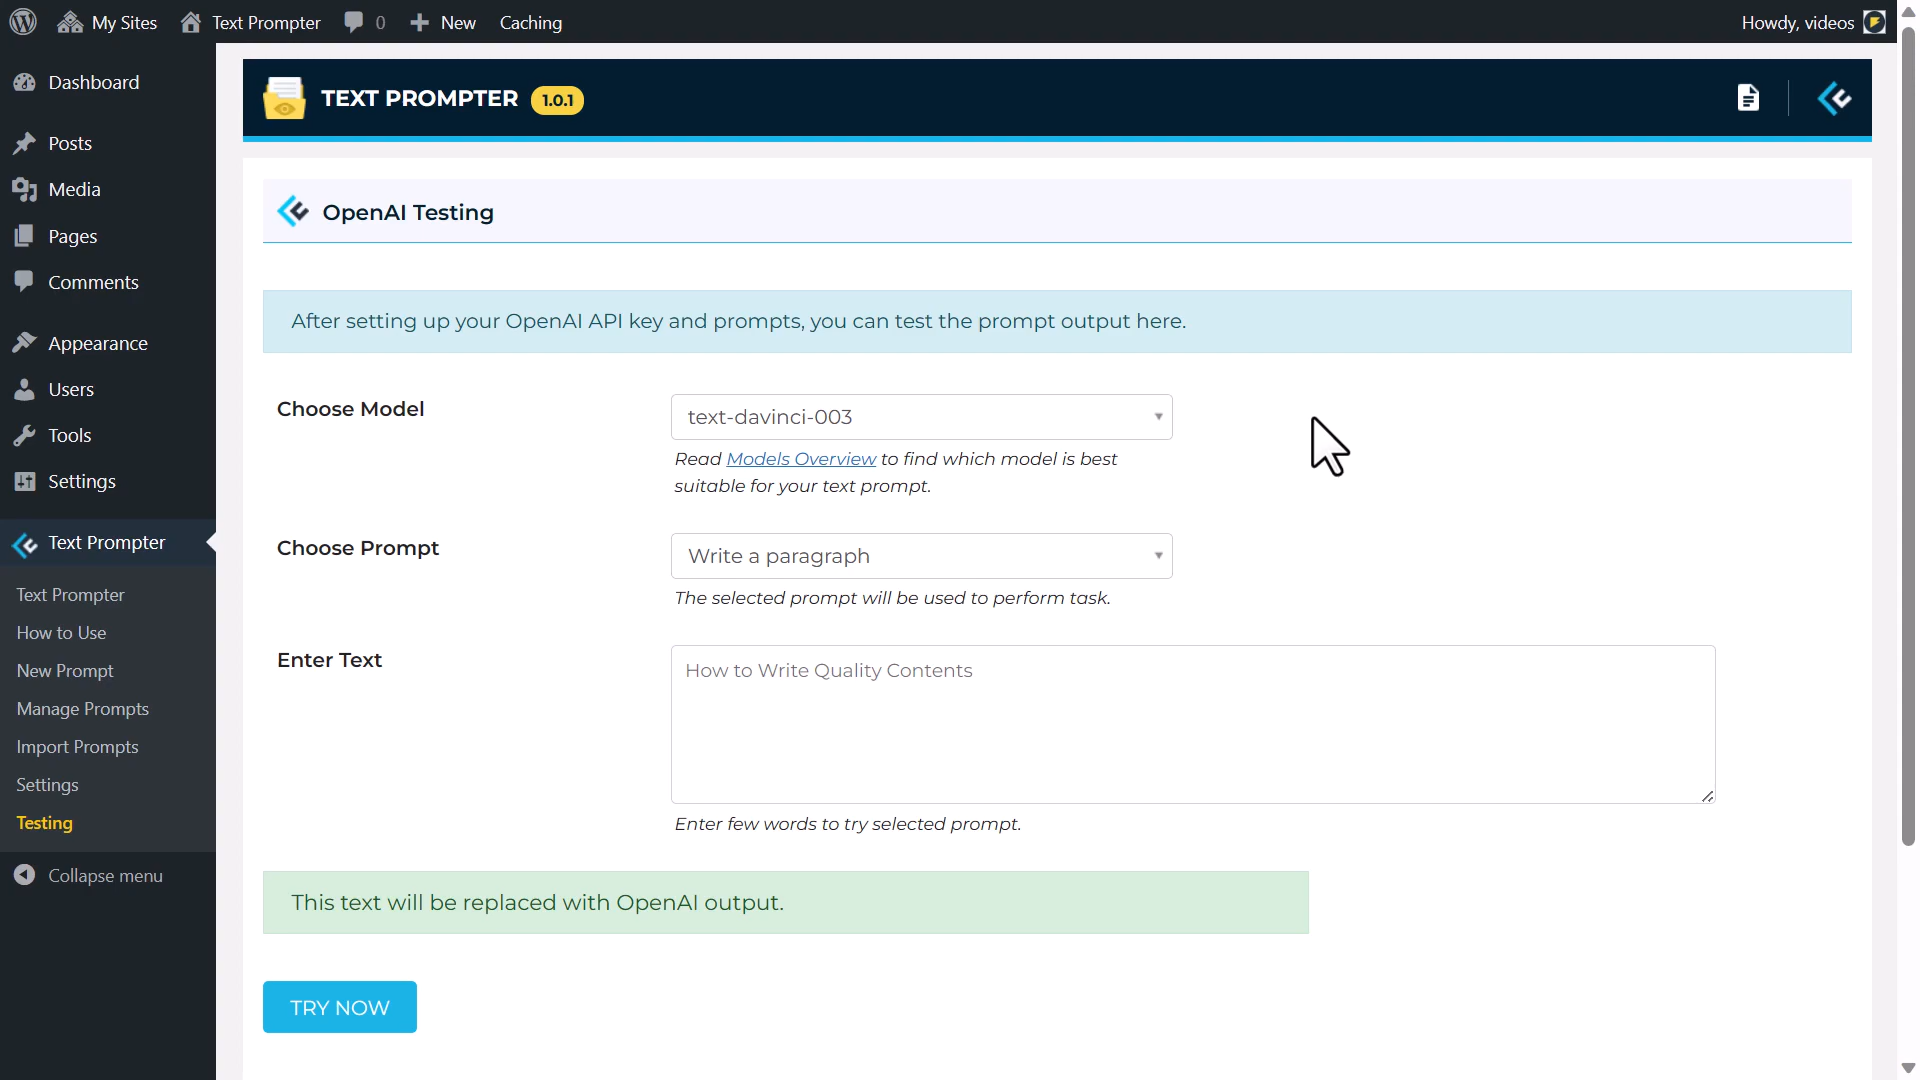 My Sites
Text Prompter
0
New
Caching
Howdy, videos
Dashboard
Posts
Media
Pages
Comments
Appearance
Users
Tools
Settings
Text Prompter
Text Prompter
How to Use
New Prompt
Manage Prompts
Import Prompts
Settings
Testing
Collapse menu
TEXT PROMPTER 1.0.1
OpenAI Testing
After setting up your OpenAI API key and prompts, you can test the prompt output here.
Choose Model
text-davinci-003
Read Models Overview to find which model is best
suitable for your text prompt.
Choose Prompt
Write a paragraph
The selected prompt will be used to perform task.
Enter Text
How to Write Quality Contents
Enter few words to try selected prompt.
This text will be replaced with OpenAI output.
TRY NOW